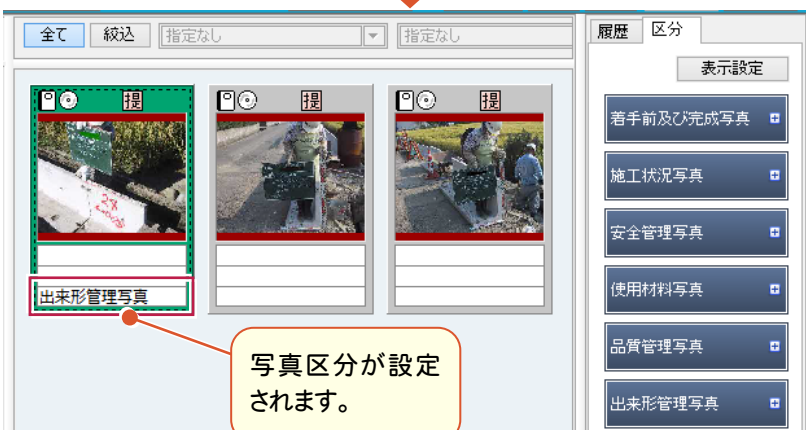 全て
絞込
指定なし
指定なし
履歴
区分
表示設定
提
提
提
着手前及び完成写真
施工状況写真
安全管理写真
使用材料写真
品質管理写真
出来形管理写真
出来形管理写真
写真区分が設定
されます。